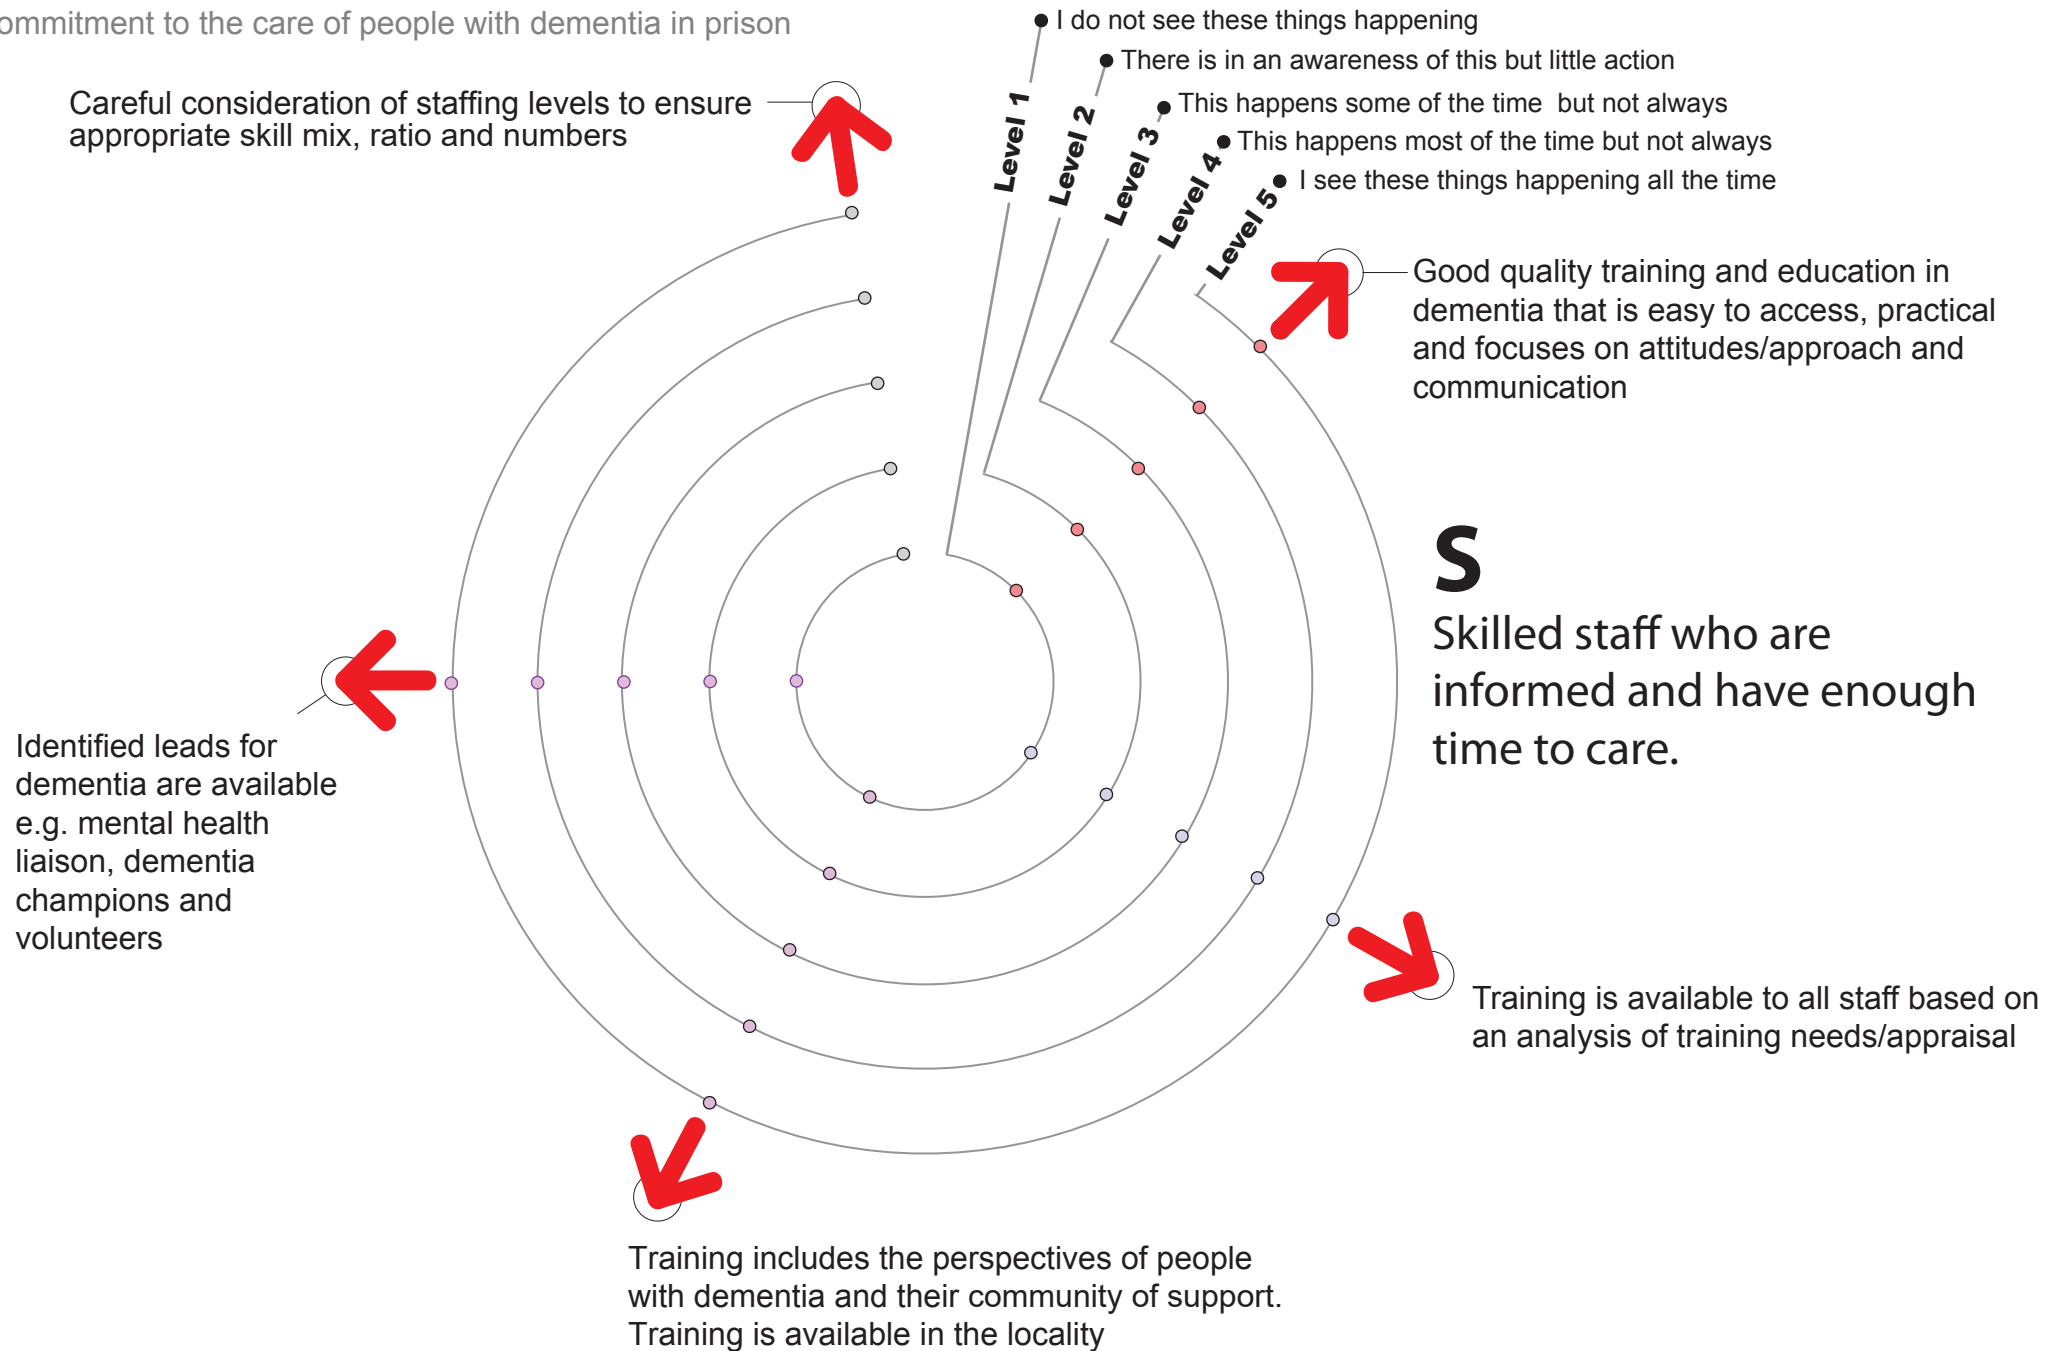 ommitment to the care of people with dementia in prison
I do not see these things happening
There is in an awareness of this but little action
This happens some of the time but not always
This happens most of the time but not always
I see these things happening all the time
Level 1
Level 2
Level 3
Level 4
Level 5
Careful consideration of staffing levels to ensure
appropriate skill mix, ratio and numbers
Good quality training and education in
dementia that is easy to access, practical
and focuses on attitudes/approach and
communication
S
Skilled staff who are
informed and have enough
time to care.
Identified leads for
dementia are available
e.g. mental health
liaison, dementia
champions and
volunteers
Training is available to all staff based on
an analysis of training needs/appraisal
Training includes the perspectives of people
with dementia and their community of support.
Training is available in the locality